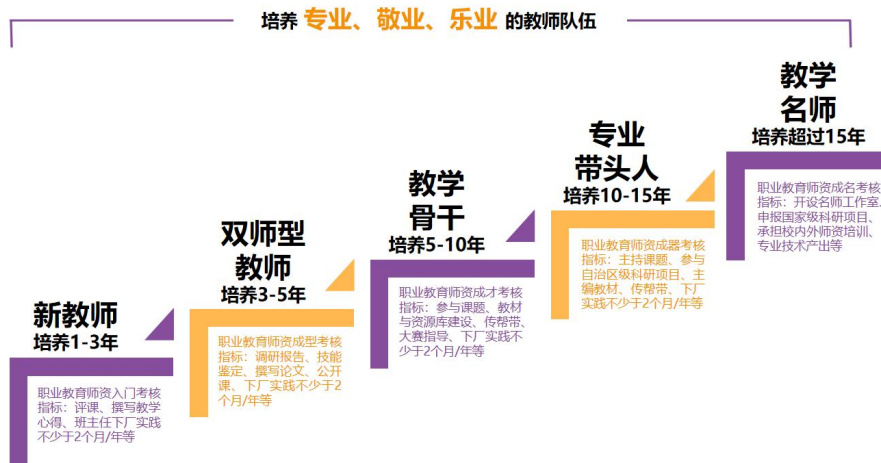 培养 专业、敬业、乐业 的教师队伍
新教师
培养1-3年
职业教育师资入门考核
指标：评课、撰写教学
心得、班主任下厂实践
不少于2个月/年等
双师型
教师
培养3-5年
职业教育师资成型考核
指标：调研报告、技能
鉴定、撰写论文、公开
课、下厂实践不少于2
个月/年等
教学
骨干
培养5-10年
职业教育师资成才考核
指标：参与课题、教材
与资源库建设、传帮带、
大赛指导、下厂实践不
少于2个月/年等
专业
带头人
培养10-15年
职业教育师资成器考核
指标：主持课题、参与
自治区级科研项目、主
编教材、传帮带、下厂
实践不少于2个月/年等
教学
名师
培养超过15年
职业教育师资成名考核
指标：开设名师工作室、
申报国家级科研项目、
承担校内外师资培训、
专业技术产出等